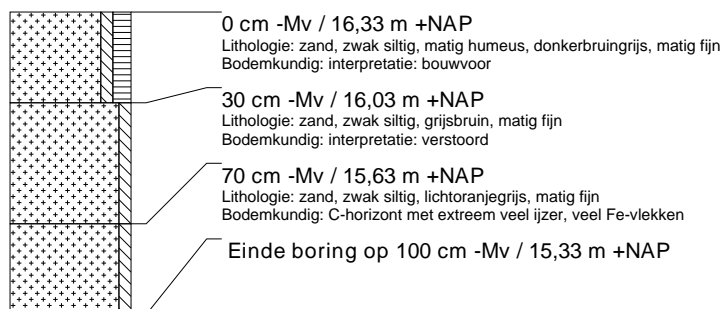 0 cm -Mv / 16,33 m +NAP
Lithologie: zand, zwak siltig, matig humeus, donkerbruingrijs, matig fijn
Bodemkundig: interpretatie: bouwvoor
30 cm -Mv / 16,03 m +NAP
Lithologie: zand, zwak siltig, grijsbruin, matig fijn
Bodemkundig: interpretatie: verstoord
70 cm -Mv / 15,63 m +NAP
Lithologie: zand, zwak siltig, lichtoranjegrijs, matig fijn
Bodemkundig: C-horizont met extreem veel ijzer, veel Fe-vlekken
Einde boring op 100 cm -Mv / 15,33 m +NAP